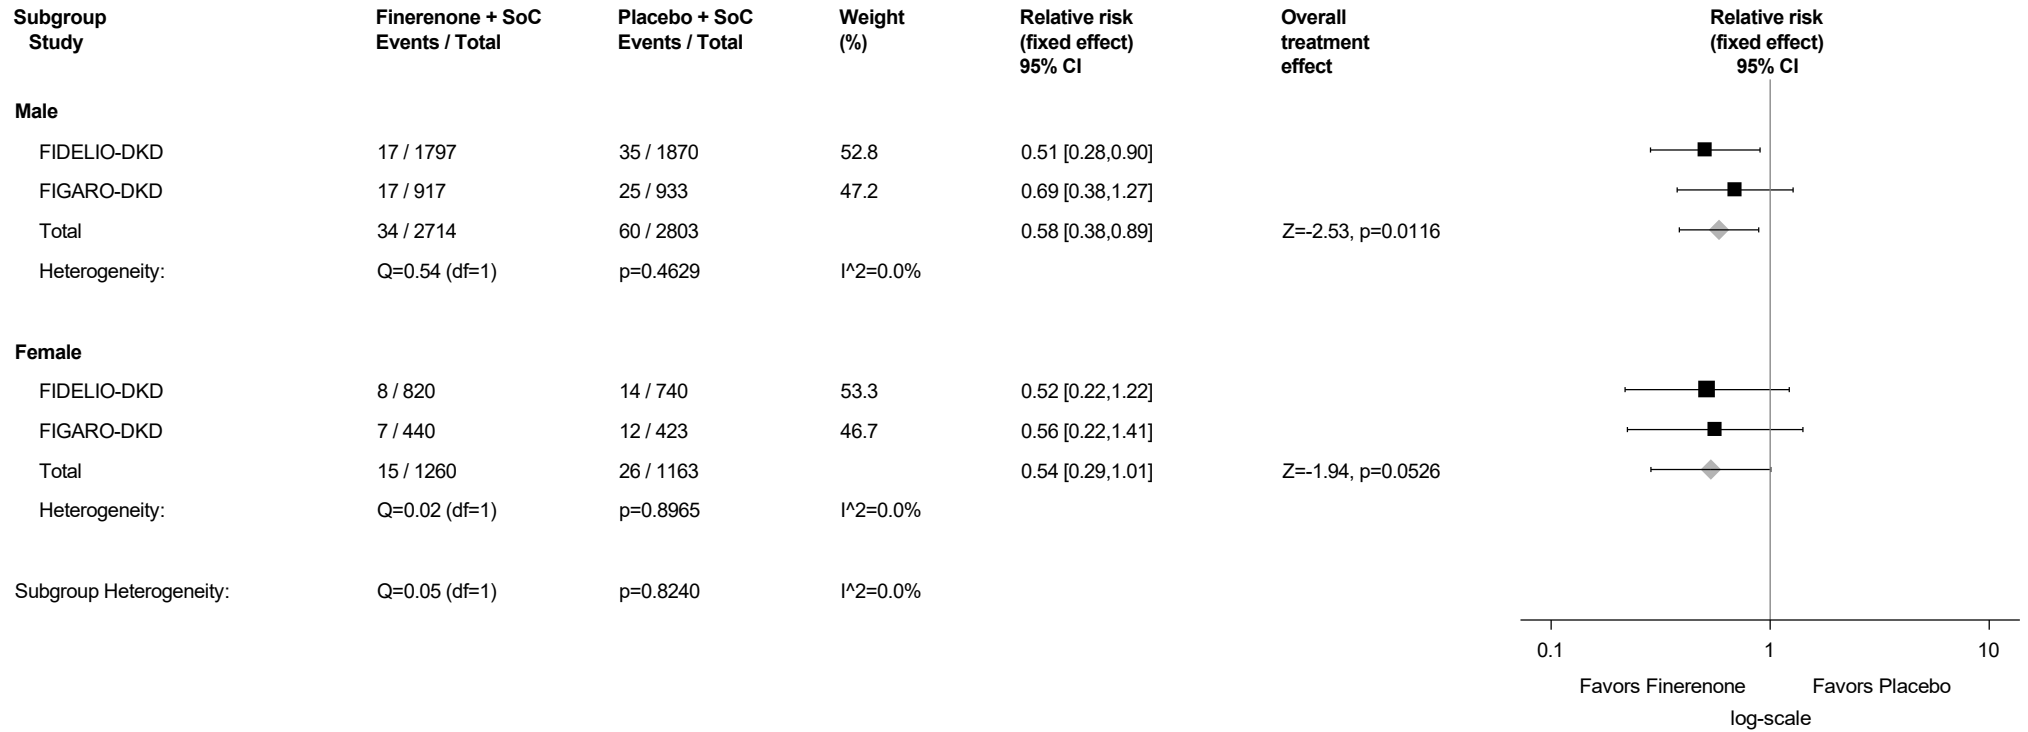 Subgroup Finerenone + SoC Placebo + SoC Weight Relative risk Overall Relative risk
Study Events / Total Events / Total (%) (fixed effect) treatment (fixed effect)
95% CI effect 95% CI
Male
FIDELIO-DKD 17 / 1797 35 / 1870 52.8 0.51 [0.28,0.90]
FIGARO-DKD 17 / 917 25 / 933 47.2 0.69 [0.38,1.27]
Total 34 / 2714 60 / 2803 0.58 [0.38,0.89] Z=-2.53, p=0.0116
Heterogeneity: Q=0.54 (df=1) p=0.4629 I^2=0.0%
Female
FIDELIO-DKD 8 / 820 14 / 740 53.3 0.52 [0.22,1.22]
FIGARO-DKD 7 / 440 12 / 423 46.7 0.56 [0.22,1.41]
Total 15 / 1260 26 / 1163 0.54 [0.29,1.01] Z=-1.94, p=0.0526
Heterogeneity: Q=0.02 (df=1) p=0.8965 I^2=0.0%
Subgroup Heterogeneity: Q=0.05 (df=1) p=0.8240 I^2=0.0%
0.1 1 10
Favors Finerenone Favors Placebo
log-scale